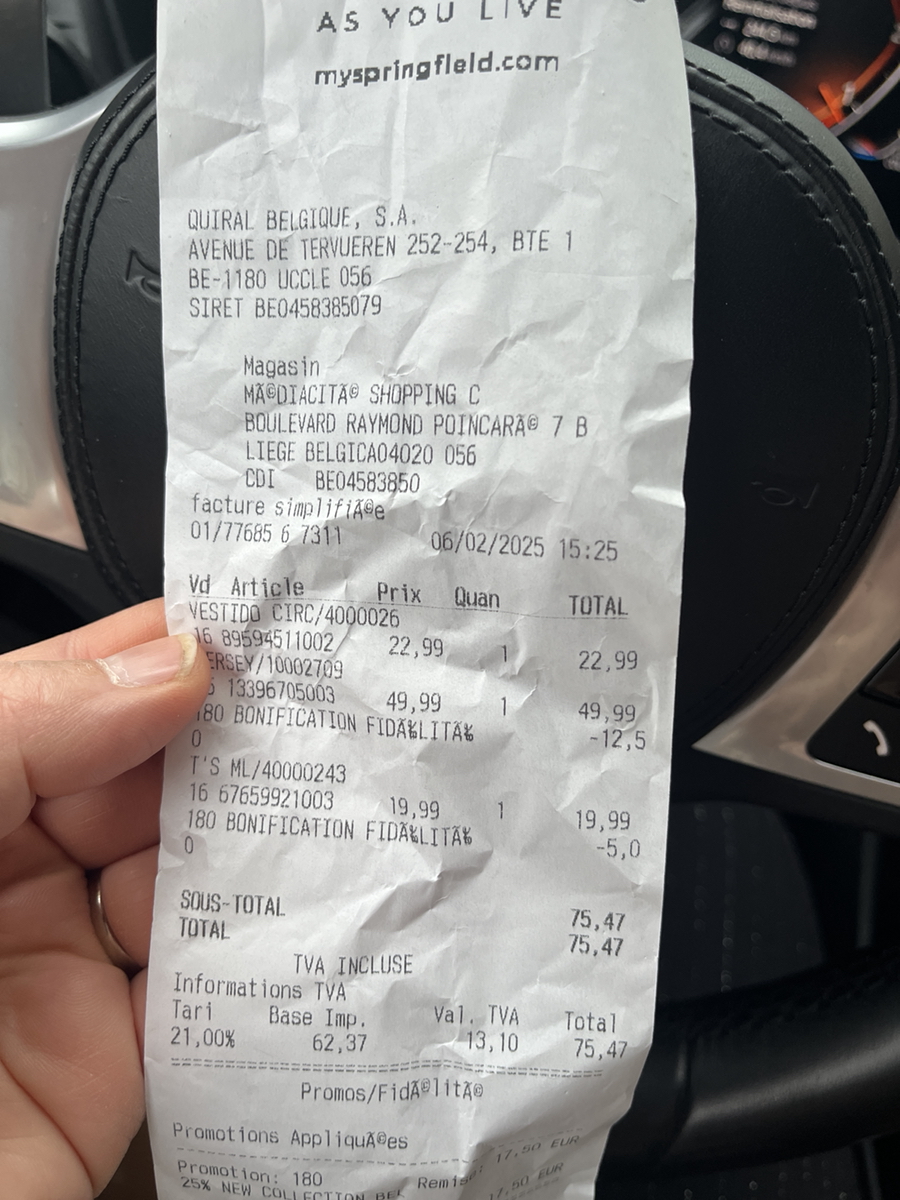 AS YOU LIVE
myspringfield.com
QUIRAL BELGIQUE, S.A.
AVENUE DE TERVUEREN 252-254, BTE 1
BE-1180 UCCLE 056
SIRET BE0458385079
Magasin
MÃ©DIACITÃ© SHOPPING C
BOULEVARD RAYMOND POINCARÃ© 7 B
LIEGE BELGICA04020 056
CDI BE04583850
facture simplifiÃ©e
01/77685 6 7311 06/02/2025 15:25
Vd Article Prix Quan TOTAL
VESTIDO CIRC/4000026
16 89594511002 22,99 1 22,99
ERSEY/10002709
13396705003 49,99 1 49,99
180 BONIFICATION FIDÃ‰LITÃ‰ -12,5
0
T'S ML/40000243
16 67659921003 19,99 1 19,99
180 BONIFICATION FIDÃ‰LITÃ‰ -5,0
0
SOUS-TOTAL 75,47
TOTAL 75,47
TVA INCLUSE
Informations TVA
Tari Base Imp. Val. TVA Total
21,00% 62,37 13,10 75,47
Promos/FidÃ©litÃ©
Promotions AppliquÃ©es
Promotion: 180 Remise: 17,50 EUR
25% NEW COLLECTION BEL 17,50 EUR